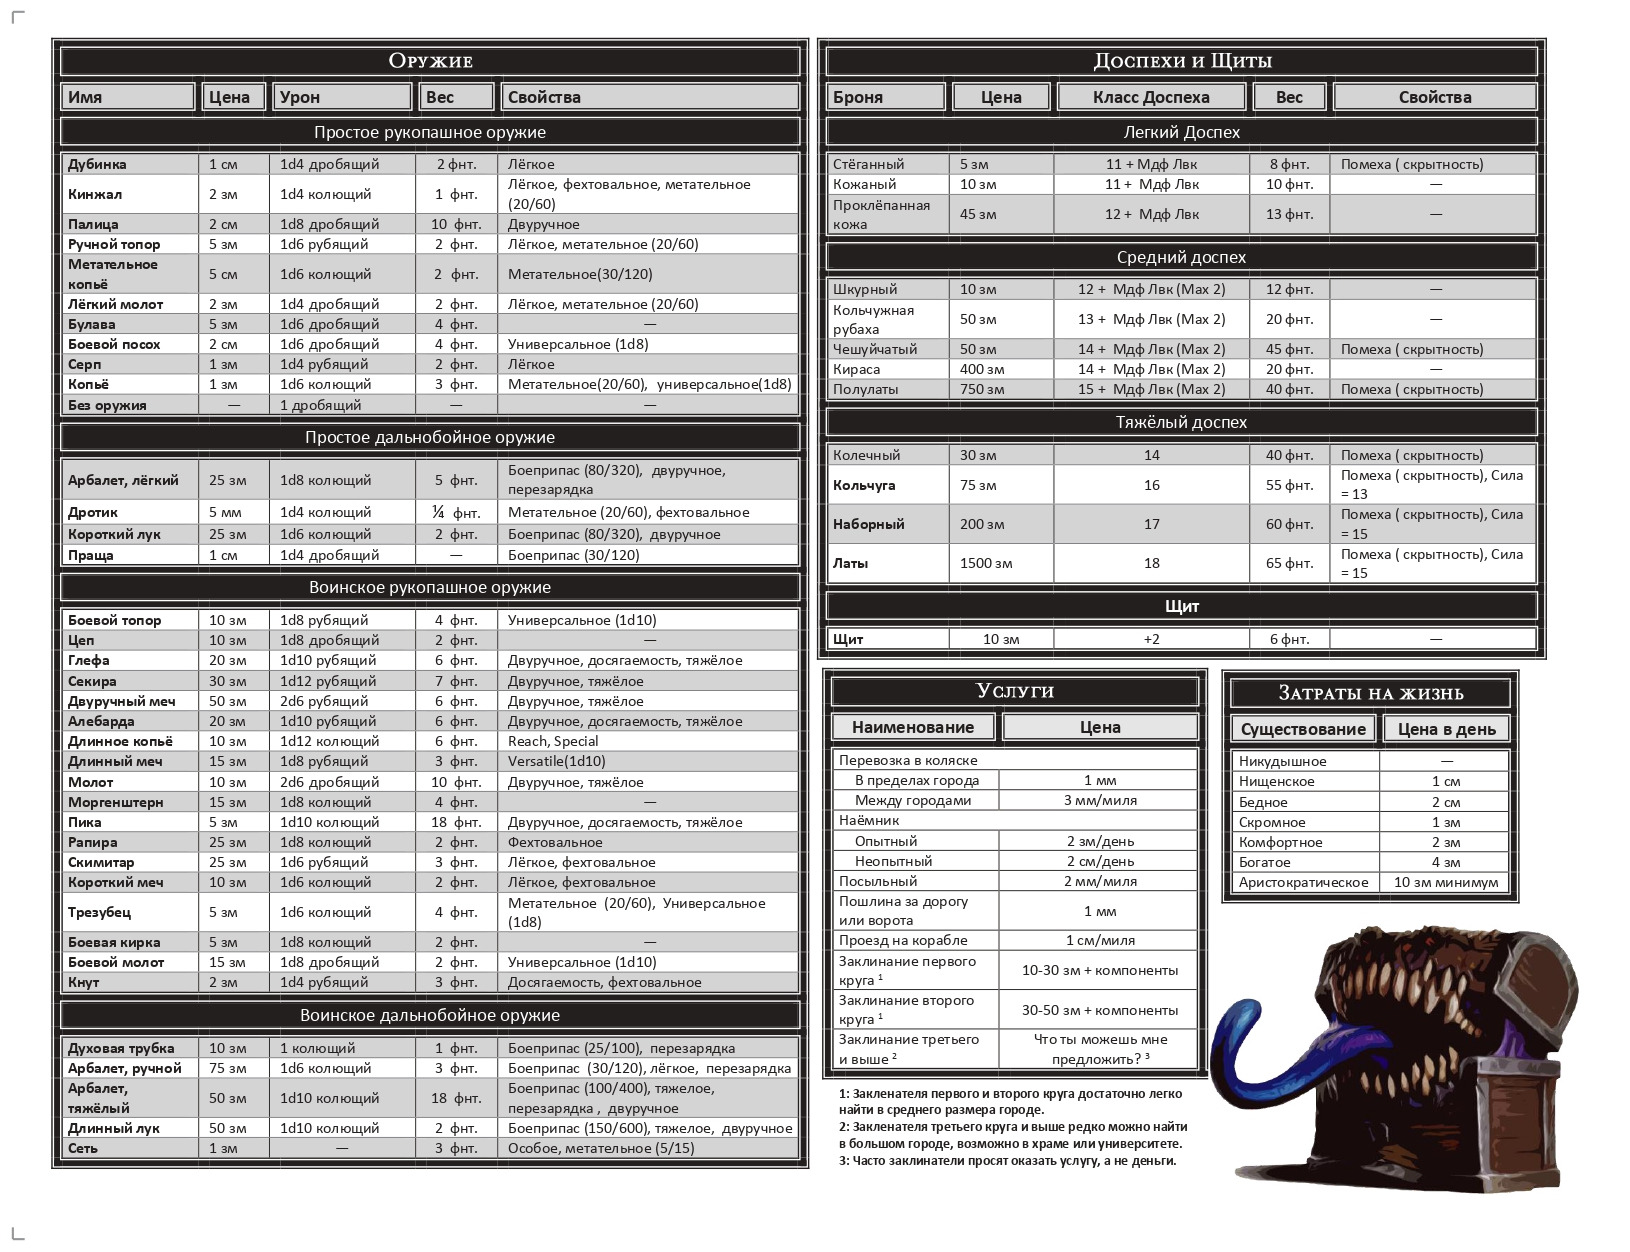 Оружие
Имя Цена Урон Вес Свойства
Простое рукопашное оружие
Дубинка 1 см 1d4 дробящий 2 фнт. Лёгкое
Кинжал 2 зм 1d4 колющий 1 фнт. Лёгкое, фехтовальное, метательное
(20/60)
Палица 2 см 1d8 дробящий 10 фнт. Двуручное
Ручной топор 5 зм 1d6 рубящий 2 фнт. Лёгкое, метательное (20/60)
Метательное
копьё 5 см 1d6 колющий 2 фнт. Метательное(30/120)
Лёгкий молот 2 зм 1d4 дробящий 2 фнт. Лёгкое, метательное (20/60)
Булава 5 зм 1d6 дробящий 4 фнт. —
Боевой посох 2 см 1d6 дробящий 4 фнт. Универсальное (1d8)
Серп 1 зм 1d4 рубящий 2 фнт. Лёгкое
Копьё 1 зм 1d6 колющий 3 фнт. Метательное(20/60), универсальное(1d8)
Без оружия — 1 дробящий — —
Простое дальнобойное оружие
Арбалет, лёгкий 25 зм 1d8 колющий 5 фнт. Боеприпас (80/320), двуручное,
перезарядка
Дротик 5 мм 1d4 колющий ¼ фнт. Метательное (20/60), фехтовальное
Короткий лук 25 зм 1d6 колющий 2 фнт. Боеприпас (80/320), двуручное
Праща 1 см 1d4 дробящий — Боеприпас (30/120)
Воинское рукопашное оружие
Боевой топор 10 зм 1d8 рубящий 4 фнт. Универсальное (1d10)
Цеп 10 зм 1d8 дробящий 2 фнт. —
Глефа 20 зм 1d10 рубящий 6 фнт. Двуручное, досягаемость, тяжёлое
Секира 30 зм 1d12 рубящий 7 фнт. Двуручное, тяжёлое
Двуручный меч 50 зм 2d6 рубящий 6 фнт. Двуручное, тяжёлое
Алебарда 20 зм 1d10 рубящий 6 фнт. Двуручное, досягаемость, тяжёлое
Длинное копьё 10 зм 1d12 колющий 6 фнт. Reach, Special
Длинный меч 15 зм 1d8 рубящий 3 фнт. Versatile(1d10)
Молот 10 зм 2d6 дробящий 10 фнт. Двуручное, тяжёлое
Моргенштерн 15 зм 1d8 колющий 4 фнт. —
Пика 5 зм 1d10 колющий 18 фнт. Двуручное, досягаемость, тяжёлое
Рапира 25 зм 1d8 колющий 2 фнт. Фехтовальное
Скимитар 25 зм 1d6 рубящий 3 фнт. Лёгкое, фехтовальное
Короткий меч 10 зм 1d6 колющий 2 фнт. Лёгкое, фехтовальное
Трезубец 5 зм 1d6 колющий 4 фнт. Метательное (20/60), Универсальное
(1d8)
Боевая кирка 5 зм 1d8 колющий 2 фнт. —
Боевой молот 15 зм 1d8 дробящий 2 фнт. Универсальное (1d10)
Кнут 2 зм 1d4 рубящий 3 фнт. Досягаемость, фехтовальное
Воинское дальнобойное оружие
Духовая трубка 10 зм 1 колющий 1 фнт. Боеприпас (25/100), перезарядка
Арбалет, ручной 75 зм 1d6 колющий 3 фнт. Боеприпас (30/120), лёгкое, перезарядка
Арбалет,
тяжёлый 50 зм 1d10 колющий 18 фнт. Боеприпас (100/400), тяжелое,
перезарядка , двуручное
Длинный лук 50 зм 1d10 колющий 2 фнт. Боеприпас (150/600), тяжелое, двуручное
Сеть 1 зм — 3 фнт. Особое, метательное (5/15)
Доспехи и Щиты
Броня Цена Класс Доспеха Вес Свойства
Легкий Доспех
Стёганный 5 зм 11 + Мдф Лвк 8 фнт. Помеха ( скрытность)
Кожаный 10 зм 11 + Мдф Лвк 10 фнт. —
Проклёпанная
кожа 45 зм 12 + Мдф Лвк 13 фнт. —
Средний доспех
Шкурный 10 зм 12 + Мдф Лвк (Max 2) 12 фнт. —
Кольчужная
рубаха 50 зм 13 + Мдф Лвк (Max 2) 20 фнт. —
Чешуйчатый 50 зм 14 + Мдф Лвк (Max 2) 45 фнт. Помеха ( скрытность)
Кираса 400 зм 14 + Мдф Лвк (Max 2) 20 фнт. —
Полулаты 750 зм 15 + Мдф Лвк (Max 2) 40 фнт. Помеха ( скрытность)
Тяжёлый доспех
Колечный 30 зм 14 40 фнт. Помеха ( скрытность)
Кольчуга 75 зм 16 55 фнт. Помеха ( скрытность), Сила
= 13
Наборный 200 зм 17 60 фнт. Помеха ( скрытность), Сила
= 15
Латы 1500 зм 18 65 фнт. Помеха ( скрытность), Сила
= 15
Щит
Щит 10 зм +2 6 фнт. —
Услуги
Наименование Цена
Перевозка в коляске
В пределах города 1 мм
Между городами 3 мм/миля
Наёмник
Опытный 2 зм/день
Неопытный 2 см/день
Посыльный 2 мм/миля
Пошлина за дорогу
или ворота 1 мм
Проезд на корабле 1 см/миля
Заклинание первого
круга ¹ 10-30 зм + компоненты
Заклинание второго
круга ¹ 30-50 зм + компоненты
Заклинание третьего
и выше ² Что ты можешь мне
предложить? ³
1: Закленателя первого и второго круга достаточно легко
найти в среднего размера городе.
2: Закленателя третьего круга и выше редко можно найти
в большом городе, возможно в храме или университете.
3: Часто заклинатели просят оказать услугу, а не деньги.
Затраты на жизнь
Существование Цена в день
Никудышное —
Нищенское 1 см
Бедное 2 см
Скромное 1 зм
Комфортное 2 зм
Богатое 4 зм
Аристократическое 10 зм минимум